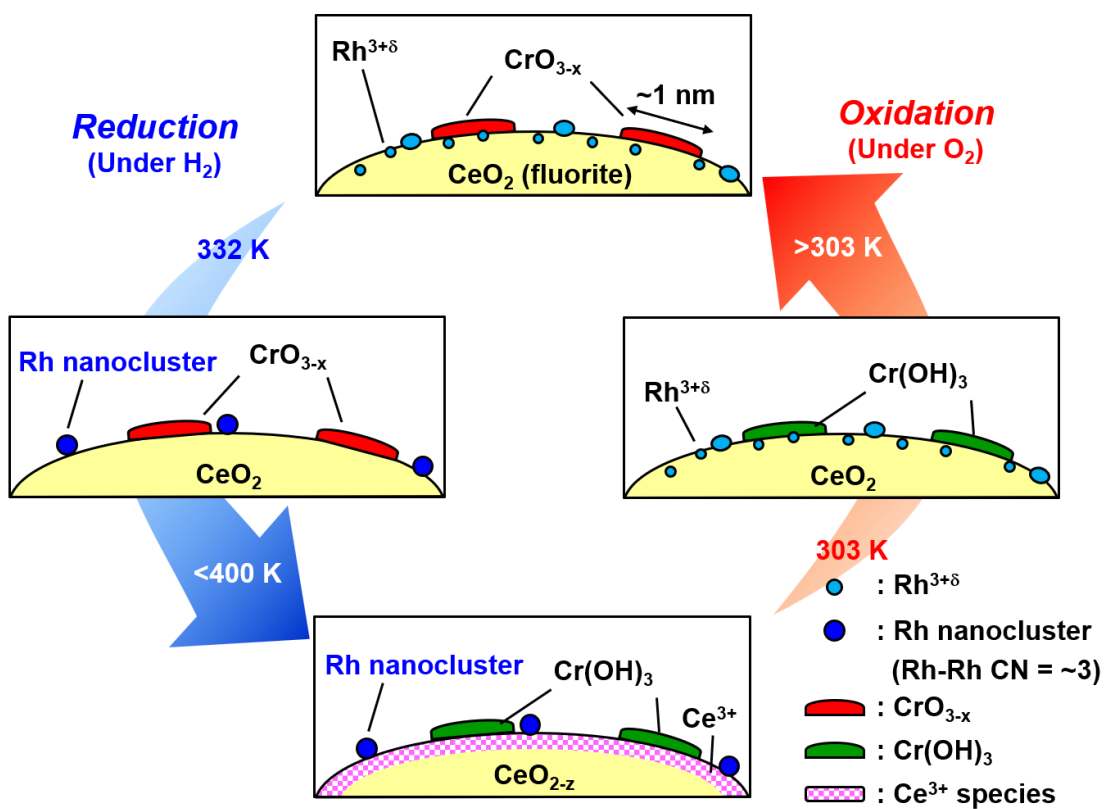 Rh³⁺ᵟ
CrO₃₋ₓ
~1 nm
CeO₂ (fluorite)
Reduction
(Under H₂)
Oxidation
(Under O₂)
332 K
>303 K
Rh nanocluster
CrO₃₋ₓ
CeO₂
Rh³⁺ᵟ
Cr(OH)₃
CeO₂
<400 K
303 K
Rh nanocluster
Cr(OH)₃
Ce³⁺
CeO₂₋z
: Rh³⁺ᵟ
: Rh nanocluster
(Rh-Rh CN = ~3)
: CrO₃₋ₓ
: Cr(OH)₃
: Ce³⁺ species